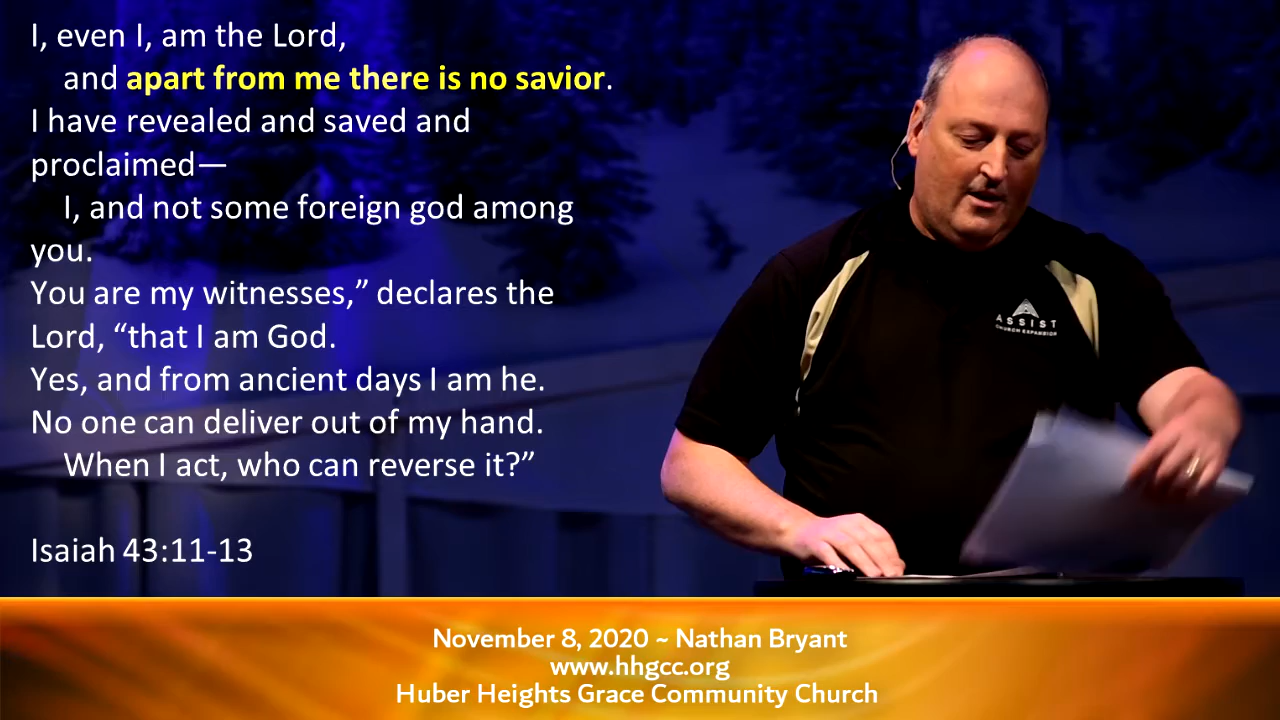 I, even I, am the Lord,
and apart from me there is no savior.
I have revealed and saved and
proclaimed—
I, and not some foreign god among
you.
You are my witnesses,” declares the
Lord, “that I am God.
Yes, and from ancient days I am he.
No one can deliver out of my hand.
When I act, who can reverse it?”
Isaiah 43:11-13
ASSIST
CHURCH EXPANSION
November 8, 2020 ~ Nathan Bryant
www.hhgcc.org
Huber Heights Grace Community Church